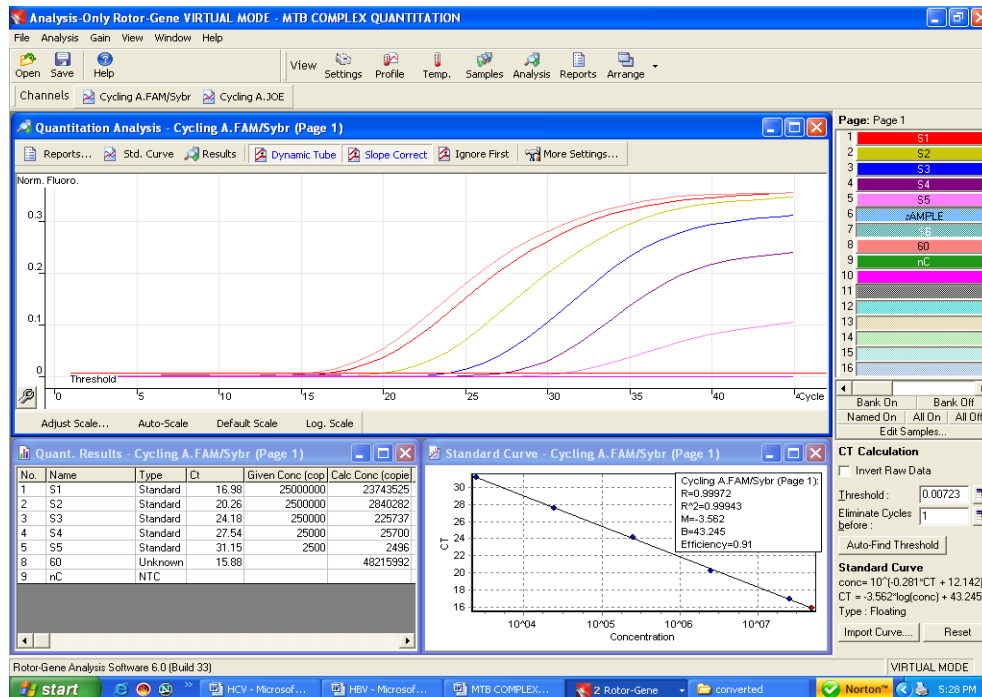 Analysis-Only Rotor-Gene VIRTUAL MODE - MTB COMPLEX QUANTITATION
File Analysis Gain View Window Help
Open Save Help View Settings Profile Temp. Samples Analysis Reports Arrange
Channels Cycling A.FAM/Sybr Cycling A.JOE
Quantitation Analysis - Cycling A.FAM/Sybr (Page 1)
Reports... Std. Curve Results Dynamic Tube Slope Correct Ignore First More Settings...
Norm. Fluoro.
0.3
0.2
0.1
0
Threshold
0 5 10 15 20 25 30 35 40 Cycle
Adjust Scale... Auto-Scale Default Scale Log. Scale
Page: Page 1
1 S1
2 S2
3 S3
4 S4
5 S5
6 sAMPLE
7 S6
8 60
9 nC
10
11
12
13
14
15
16
Bank On Bank Off
Named On All On All Off
Edit Samples...
Quant. Results - Cycling A.FAM/Sybr (Page 1)
No. Name Type Ct Given Conc (cop Calc Conc (copie
1 S1 Standard 16.98 25000000 23743525
2 S2 Standard 20.26 2500000 2840282
3 S3 Standard 24.18 250000 225737
4 S4 Standard 27.54 25000 25700
5 S5 Standard 31.15 2500 2496
8 60 Unknown 15.88 48215992
9 nC NTC
Standard Curve - Cycling A.FAM/Sybr (Page 1)
Cycling A.FAM/Sybr (Page 1):
R=0.99972
R^2=0.99943
M=-3.562
B=43.245
Efficiency=0.91
CT
30
28
26
24
22
20
18
16
10^04 10^05 10^06 10^07
Concentration
CT Calculation
Invert Raw Data
Threshold : 0.00723
Eliminate Cycles before : 1
Auto-Find Threshold
Standard Curve
conc= 10^(-0.281*CT + 12.142)
CT = -3.562*log(conc) + 43.245
Type : Floating
Import Curve.... Reset
Rotor-Gene Analysis Software 6.0 (Build 33) VIRTUAL MODE
start HCV - Microsof... HBV - Microsof... MTB COMPLEX... 2 Rotor-Gene converted Norton™ 5:28 PM